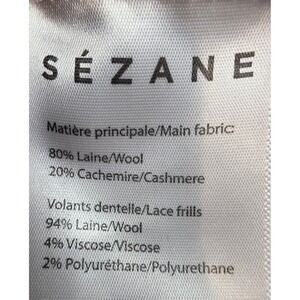 SÉZANE
Matière principale/Main fabric:
80% Laine/Wool
20% Cachemire/Cashmere
Volants dentelle/Lace frills
94% Laine/Wool
4% Viscose/Viscose
2% Polyuréthane/Polyurethane